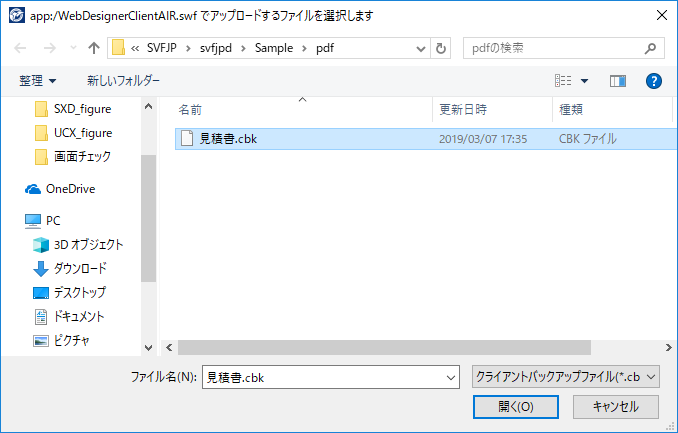 app:/WebDesignerClientAIR.swf でアップロードするファイルを選択します
« SVFJP › svfjpd › Sample › pdf
pdfの検索
整理 新しいフォルダー
名前 更新日時 種類
SXD_figure
UCX_figure
画面チェック
OneDrive
PC
3D オブジェクト
ダウンロード
デスクトップ
ドキュメント
ピクチャ
見積書.cbk 2019/03/07 17:35 CBK ファイル
ファイル名(N): 見積書.cbk クライアントバックアップファイル(*.cb
開く(O) キャンセル